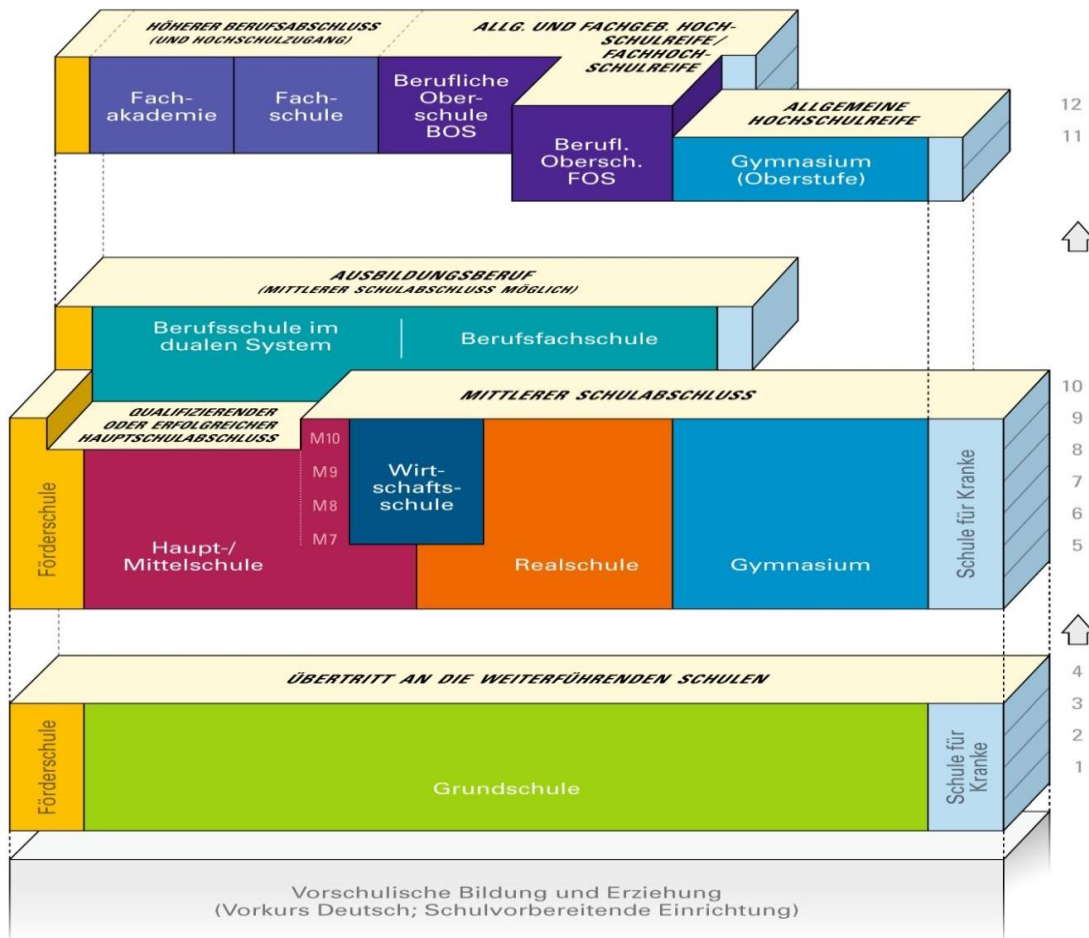 HÖHERER BERUFSABSCHLUSS
(UND HOCHSCHULZUGANG)
ALLG. UND FACHGEB. HOCH-
SCHULREIFE/
FACHHOCH-
SCHULREIFE
Fach-
akademie
Fach-
schule
Berufliche
Ober-
schule
BOS
Berufl.
Obersch.
FOS
ALLGEMEINE
HOCHSCHULREIFE
Gymnasium
(Oberstufe)
12
11
AUSBILDUNGSBERUF
(MITTLERER SCHULABSCHLUSS MÖGLICH)
Berufsschule im
dualen System
Berufsfachschule
QUALIFIZIERENDER
ODER ERFOLGREICHER
HAUPTSCHULABSCHLUSS
MITTLERER SCHULABSCHLUSS
Förderschule
Haupt-/
Mittelschule
M10
M9
M8
M7
Wirt-
schafts-
schule
Realschule
Gymnasium
Schule für Kranke
10
9
8
7
6
5
ÜBERTRITT AN DIE WEITERFÜHRENDEN SCHULEN
Förderschule
Grundschule
Schule für
Kranke
4
3
2
1
Vorschulische Bildung und Erziehung
(Vorkurs Deutsch; Schulvorbereitende Einrichtung)